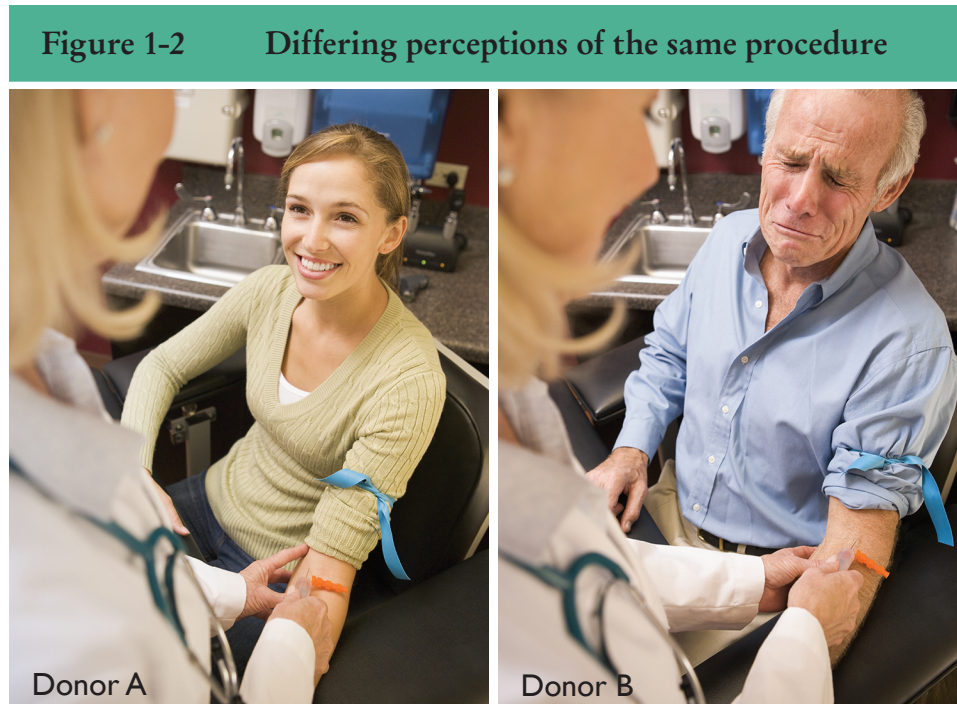 Figure 1-2 Differing perceptions of the same procedure
Donor A
Donor B